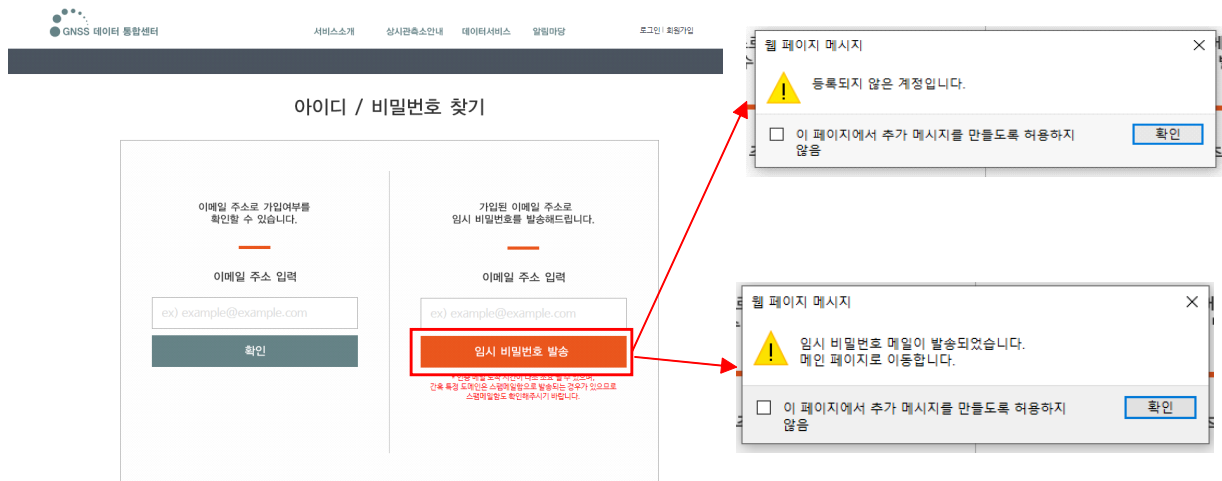 GNSS 데이터 통합센터
서비스소개 상시관측소안내 데이터서비스 알림마당
로그인 | 회원가입
아이디 / 비밀번호 찾기
이메일 주소로 가입여부를
확인할 수 있습니다.
이메일 주소 입력
ex) example@example.com
확인
가입된 이메일 주소로
임시 비밀번호를 발송해드립니다.
이메일 주소 입력
ex) example@example.com
임시 비밀번호 발송
간혹 특정 도메인은 스팸메일함으로 발송되는 경우가 있으므로
스팸메일함도 확인해주시기 바랍니다.
웹 페이지 메시지
등록되지 않은 계정입니다.
이 페이지에서 추가 메시지를 만들도록 허용하지
않음
확인
웹 페이지 메시지
임시 비밀번호 메일이 발송되었습니다.
메인 페이지로 이동합니다.
이 페이지에서 추가 메시지를 만들도록 허용하지
않음
확인